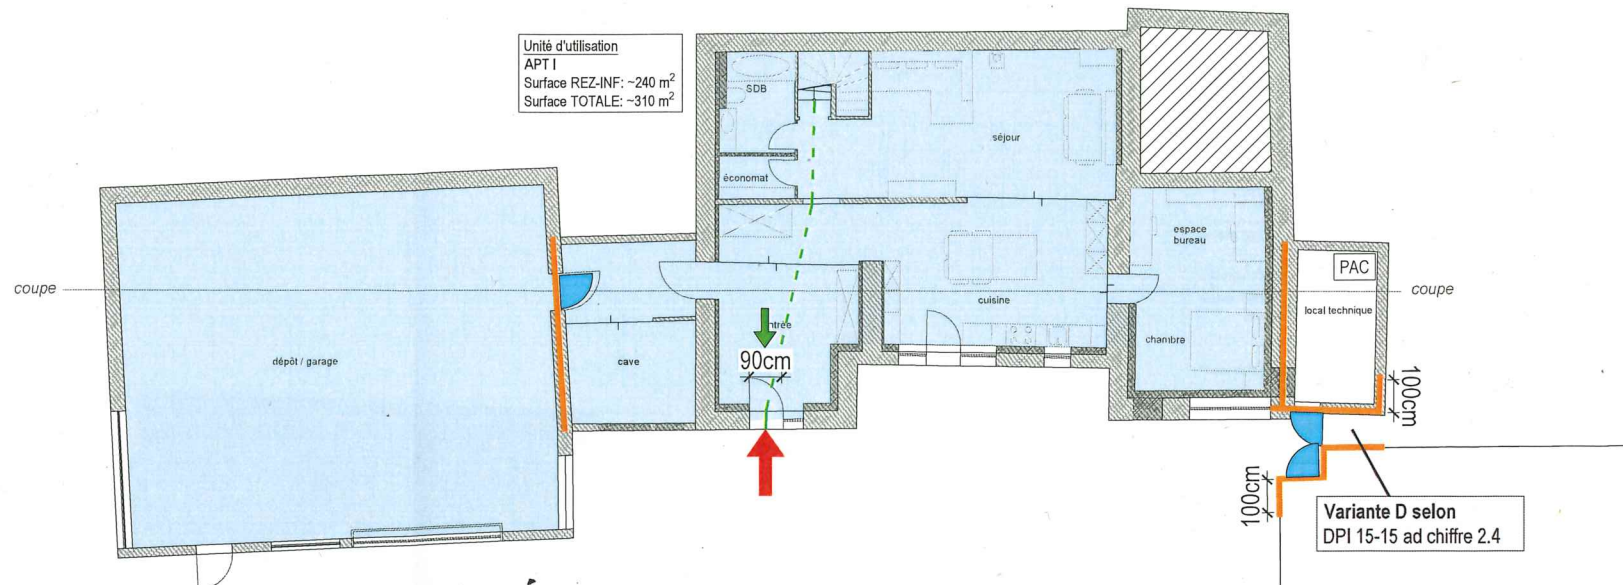 Unité d'utilisation
APT I
Surface REZ-INF: ~240 m²
Surface TOTALE: ~310 m²
SDB
séjour
économat
espace
bureau
PAC
coupe
coupe
cuisine
local technique
ntrée
chambre
dépôt / garage
cave
90cm
100cm
100cm
Variante D selon
DPI 15-15 ad chiffre 2.4